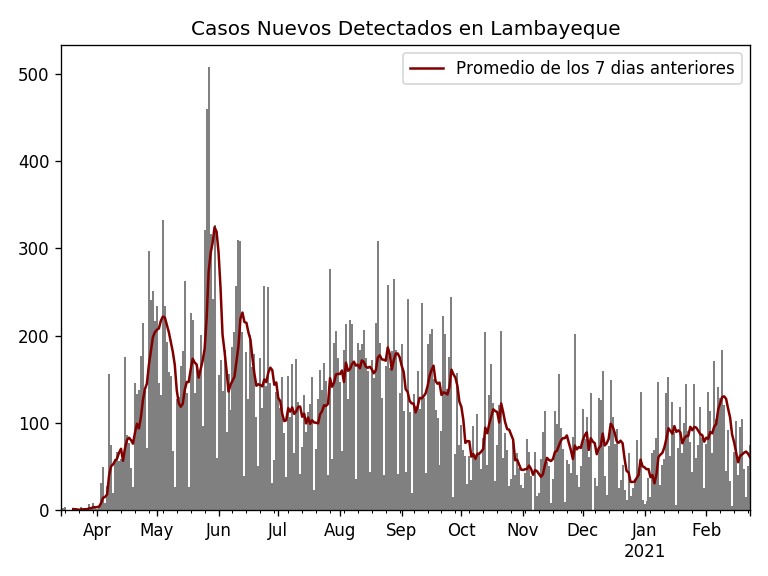 Casos Nuevos Detectados en Lambayeque
Promedio de los 7 dias anteriores
500
400
300
200
100
0
Apr May Jun Jul Aug Sep Oct Nov Dec Jan Feb
2021